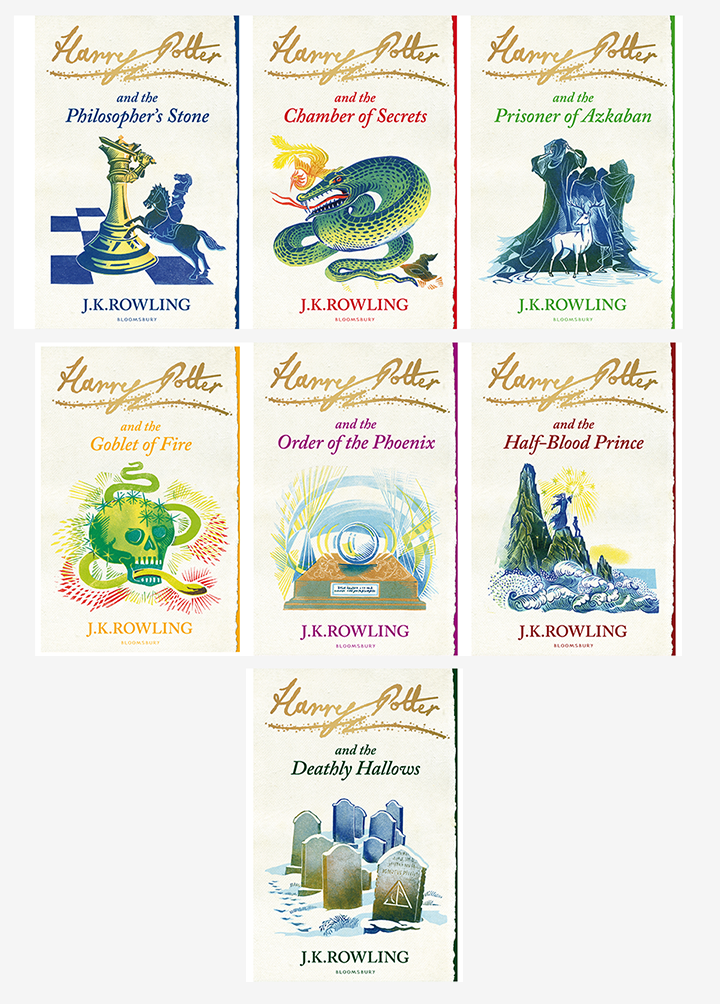 Harry Potter
and the
Philosopher's Stone
J.K.ROWLING
BLOOMSBURY
Harry Potter
and the
Chamber of Secrets
J.K.ROWLING
BLOOMSBURY
Harry Potter
and the
Prisoner of Azkaban
J.K.ROWLING
BLOOMSBURY
Harry Potter
and the
Goblet of Fire
J.K.ROWLING
BLOOMSBURY
Harry Potter
and the
Order of the Phoenix
J.K.ROWLING
BLOOMSBURY
Harry Potter
and the
Half-Blood Prince
J.K.ROWLING
BLOOMSBURY
Harry Potter
and the
Deathly Hallows
J.K.ROWLING
BLOOMSBURY